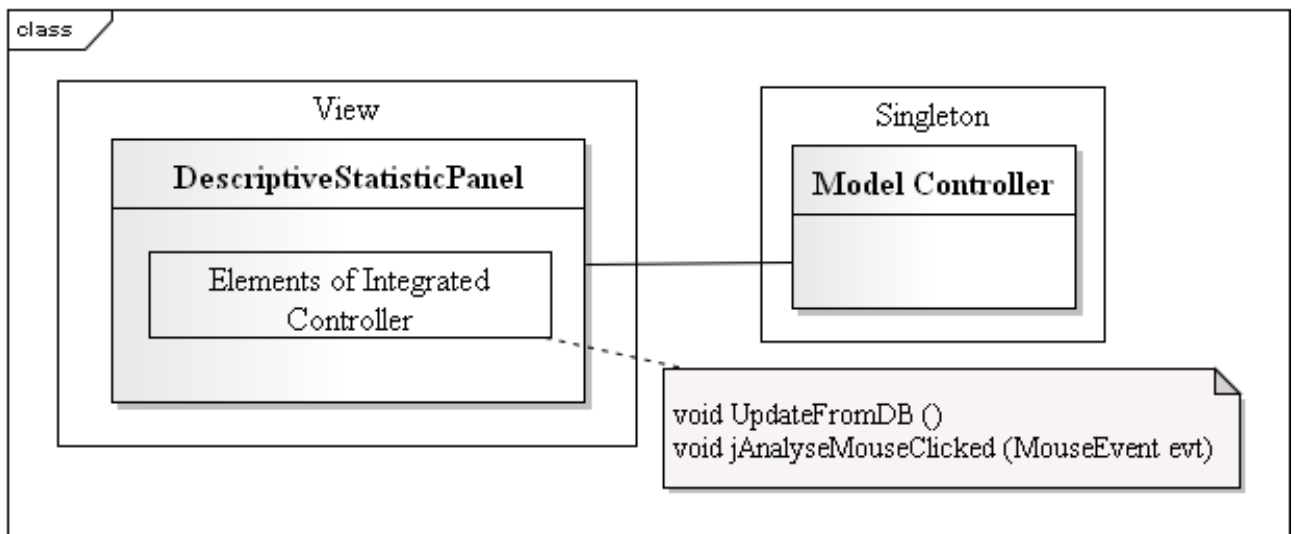 class
View
Singleton
DescriptiveStatisticPanel
Model Controller
Elements of Integrated
Controller
void UpdateFromDB ()
void jAnalyseMouseClicked (MouseEvent evt)